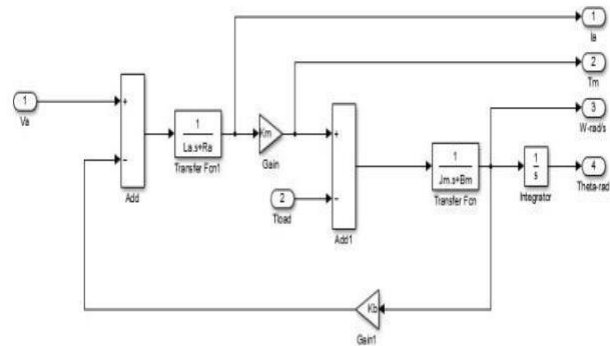 1
Ia
2
Tm
1
Va
+
−
Add
1
La.s+Ra
Transfer Fcn1
Km
Gain
+
−
Add1
2
Tload
1
Jm.s+Bm
Transfer Fcn
3
W-rad/s
1
s
Integrator
4
Theta-rad
Kb
Gain1